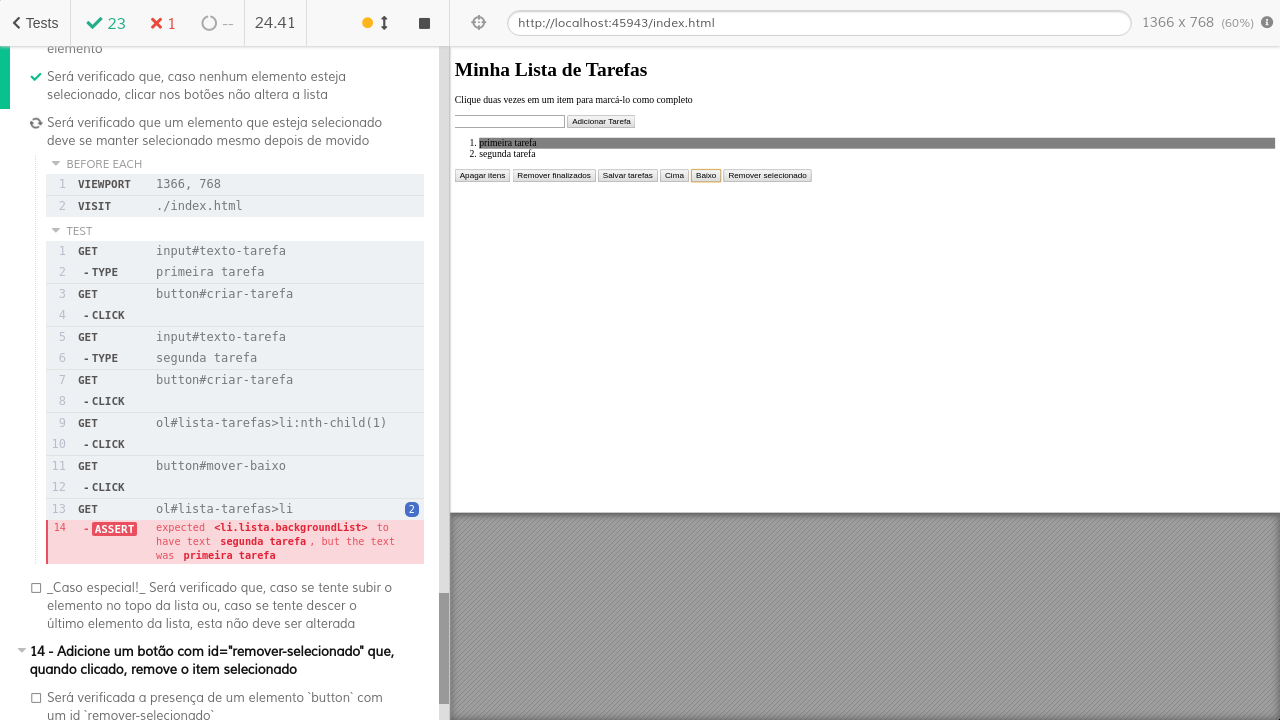 Tests
23
1
--
24.41
http://localhost:45943/index.html
1366 x 768 (60%)
elemento
Será verificado que, caso nenhum elemento esteja
selecionado, clicar nos botões não altera a lista
Será verificado que um elemento que esteja selecionado
deve se manter selecionado mesmo depois de movido
BEFORE EACH
1 VIEWPORT 1366, 768
2 VISIT ./index.html
TEST
1 GET input#texto-tarefa
2 - TYPE primeira tarefa
3 GET button#criar-tarefa
4 - CLICK
5 GET input#texto-tarefa
6 - TYPE segunda tarefa
7 GET button#criar-tarefa
8 - CLICK
9 GET ol#lista-tarefas>li:nth-child(1)
10 - CLICK
11 GET button#mover-baixo
12 - CLICK
13 GET ol#lista-tarefas>li 2
14 - ASSERT expected <li.lista.backgroundList> to
have text segunda tarefa , but the text
was primeira tarefa
_Caso especial!_ Será verificado que, caso se tente subir o
elemento no topo da lista ou, caso se tente descer o
último elemento da lista, esta não deve ser alterada
14 - Adicione um botão com id="remover-selecionado" que,
quando clicado, remove o item selecionado
Será verificada a presença de um elemento `button` com
um id `remover-selecionado`
Minha Lista de Tarefas
Clique duas vezes em um item para marcá-lo como completo
Adicionar Tarefa
1. primeira tarefa
2. segunda tarefa
Apagar itens Remover finalizados Salvar tarefas Cima Baixo Remover selecionado